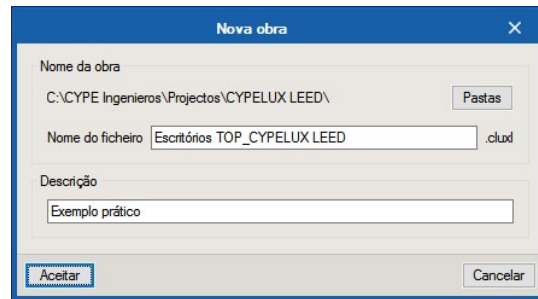 Nova obra
Nome da obra
C:\CYPE Ingenieros\Projectos\CYPELUX LEED\ Pastas
Nome do ficheiro Escritórios TOP_CYPELUX LEED .cluxl
Descrição
Exemplo prático
Aceitar Cancelar